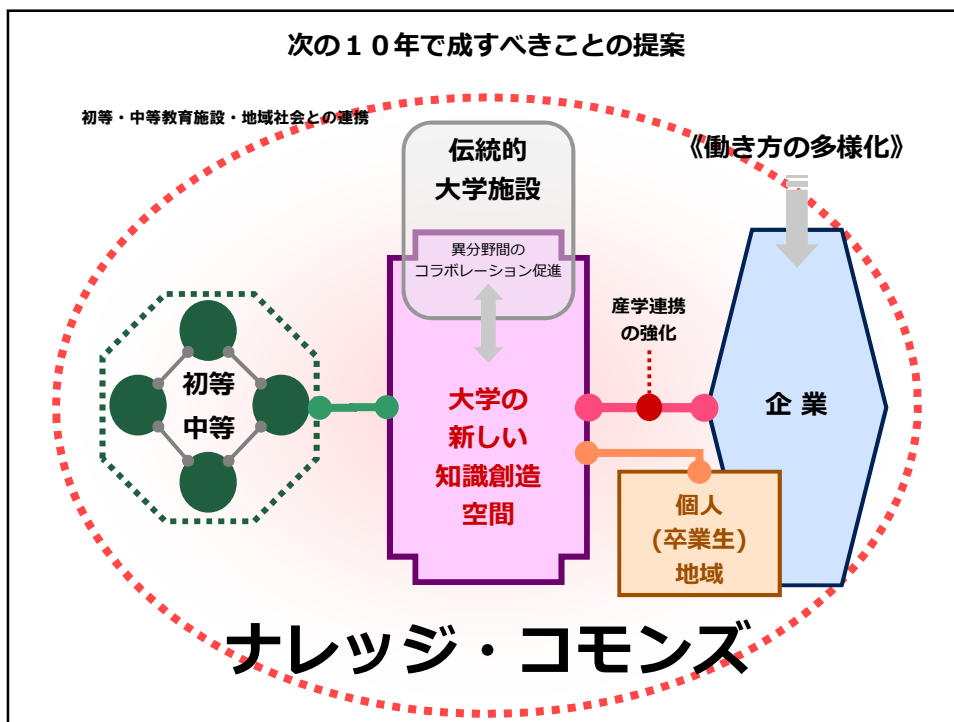 次の１０年で成すべきことの提案
初等・中等教育施設・地域社会との連携
伝統的
大学施設
《働き方の多様化》
異分野間の
コラボレーション促進
産学連携
の強化
初等
中等
大学の
新しい
知識創造
空間
企 業
個人
(卒業生)
地域
ナレッジ・コモンズ